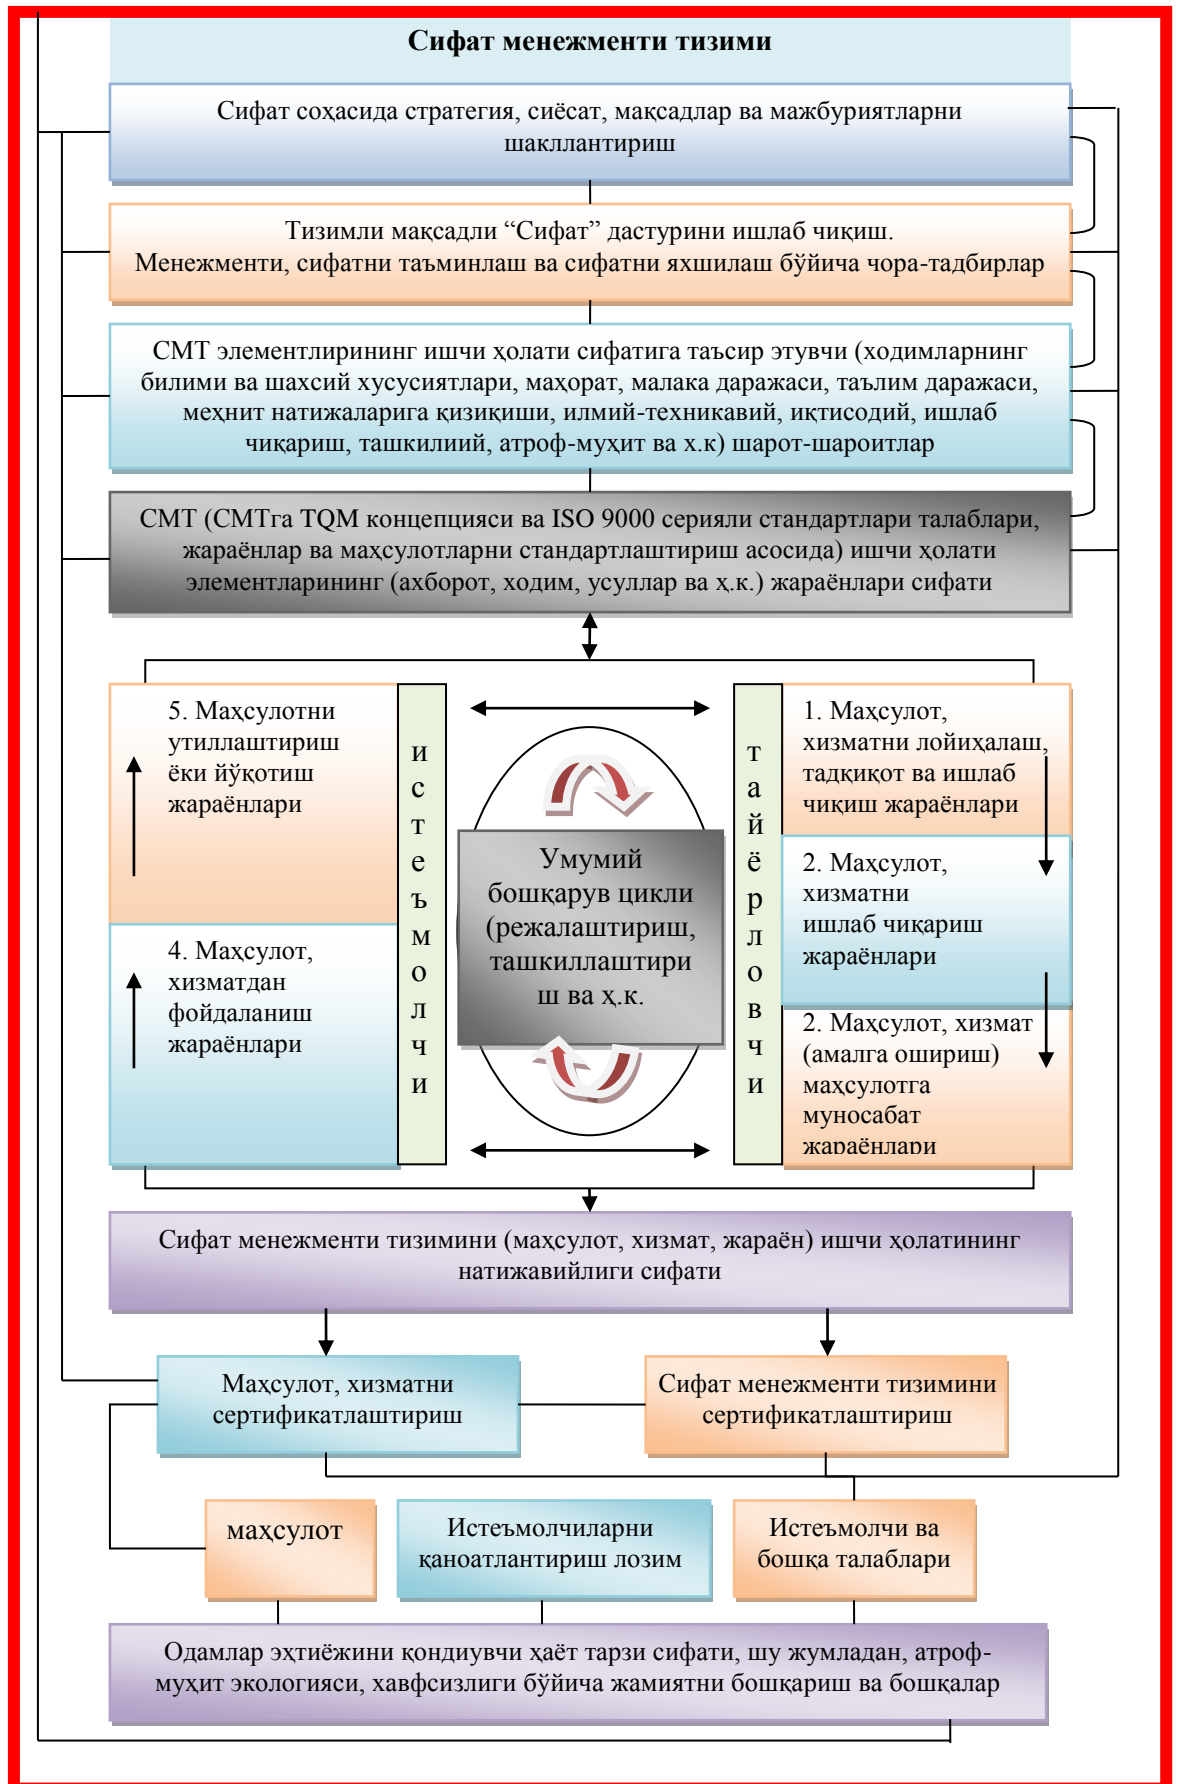 Сифат менежменти тизими
Сифат соҳасида стратегия, сиёсат, мақсадлар ва мажбуриятларни
шакллантириш
Тизимли мақсадли “Сифат” дастурини ишлаб чиқиш.
Менежменти, сифатни таъминлаш ва сифатни яхшилаш бўйича чора-тадбирлар
СМТ элементлирининг ишчи ҳолати сифатига таъсир этувчи (ходимларнинг
билими ва шахсий хусусиятлари, маҳорат, малака даражаси, таълим даражаси,
меҳнит натижаларига қизиқиши, илмий-техникавий, иқтисодий, ишлаб
чиқариш, ташкилиий, атроф-муҳит ва х.к) шарот-шароитлар
СМТ (СМТга TQM концепцияси ва ISO 9000 серияли стандартлари талаблари,
жараёнлар ва маҳсулотларни стандартлаштириш асосида) ишчи ҳолати
элементларининг (ахборот, ходим, усуллар ва ҳ.к.) жараёнлари сифати
5. Маҳсулотни
утиллаштириш
ёки йўқотиш
жараёнлари
4. Маҳсулот,
хизматдан
фойдаланиш
жараёнлари
и
с
т
е
ъ
м
о
л
ч
и
Умумий
бошқарув цикли
(режалаштириш,
ташкиллаштири
ш ва ҳ.к.
т
а
й
ё
р
л
о
в
ч
и
1. Маҳсулот,
хизматни лойиҳалаш,
тадқиқот ва ишлаб
чиқиш жараёнлари
2. Маҳсулот,
хизматни
ишлаб чиқариш
жараёнлари
2. Маҳсулот, хизмат
(амалга ошириш)
маҳсулотга
муносабат
жараёнлари
Сифат менежменти тизимини (маҳсулот, хизмат, жараён) ишчи ҳолатининг
натижавийлиги сифати
Маҳсулот, хизматни
сертификатлаштириш
Сифат менежменти тизимини
сертификатлаштириш
маҳсулот
Истеъмолчиларни
қаноатлантириш лозим
Истеъмолчи ва
бошқа талаблари
Одамлар эҳтиёжини қондиувчи ҳаёт тарзи сифати, шу жумладан, атроф-
муҳит экологияси, хавфсизлиги бўйича жамиятни бошқариш ва бошқалар